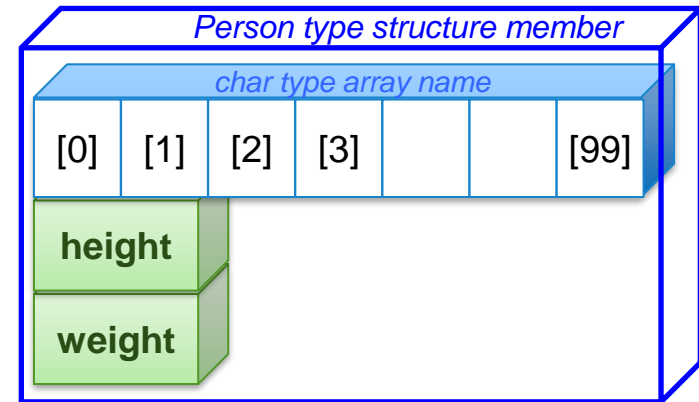 Person type structure member
char type array name
[0] [1] [2] [3] [99]
height
weight